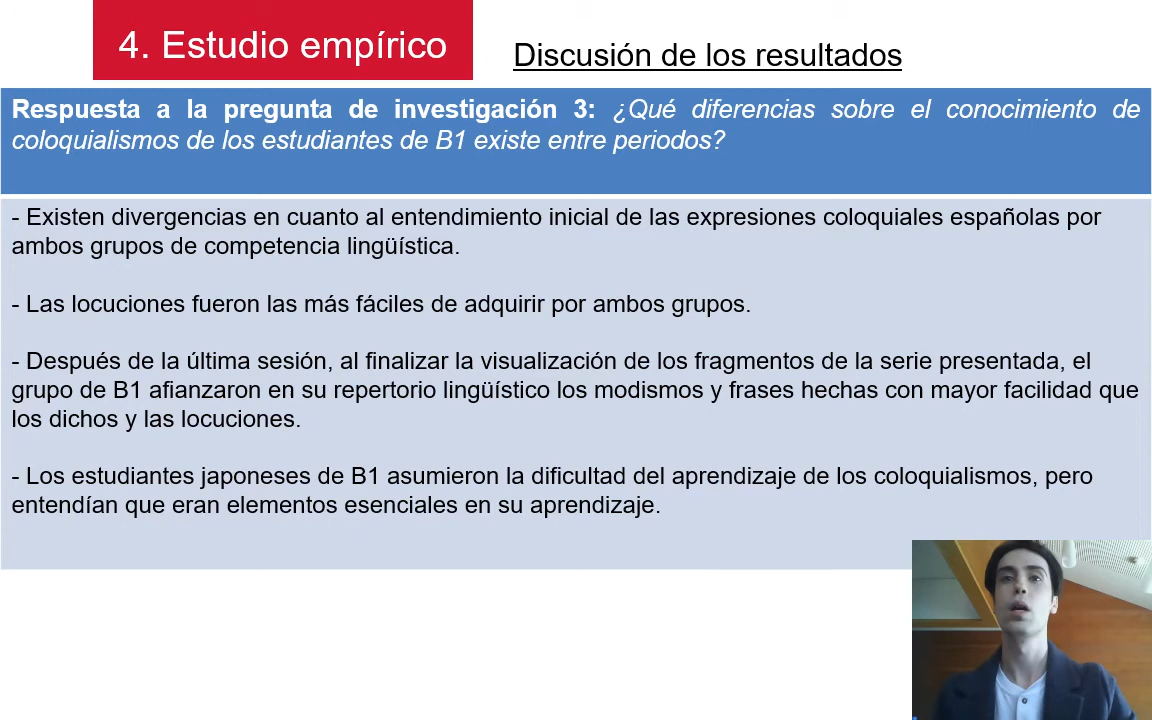 4. Estudio empírico
Discusión de los resultados
Respuesta a la pregunta de investigación 3: ¿Qué diferencias sobre el conocimiento de
coloquialismos de los estudiantes de B1 existe entre periodos?
- Existen divergencias en cuanto al entendimiento inicial de las expresiones coloquiales españolas por
ambos grupos de competencia lingüística.
- Las locuciones fueron las más fáciles de adquirir por ambos grupos.
- Después de la última sesión, al finalizar la visualización de los fragmentos de la serie presentada, el
grupo de B1 afianzaron en su repertorio lingüístico los modismos y frases hechas con mayor facilidad que
los dichos y las locuciones.
- Los estudiantes japoneses de B1 asumieron la dificultad del aprendizaje de los coloquialismos, pero
entendían que eran elementos esenciales en su aprendizaje.